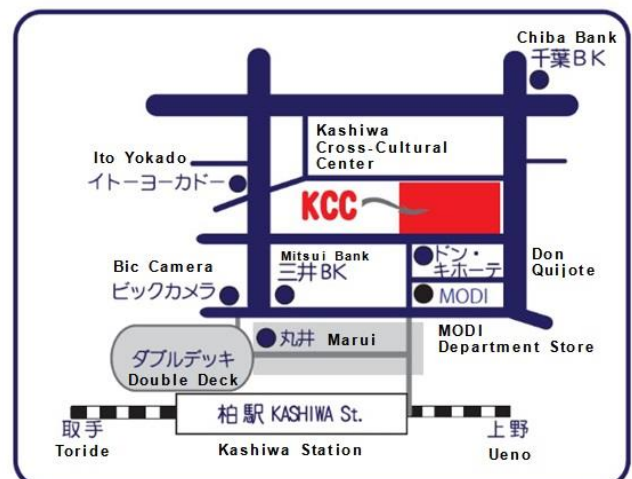 Chiba Bank
千葉BK
Kashiwa
Cross-Cultural
Center
Ito Yokado
イトーヨーカドー
KCC
Mitsui Bank
三井BK
ドン・
キホーテ
Don
Quijote
Bic Camera
ビックカメラ
MODI
MODI
Department Store
丸井 Marui
ダブルデッキ
Double Deck
柏駅 KASHIWA St.
取手
Toride
Kashiwa Station
上野
Ueno